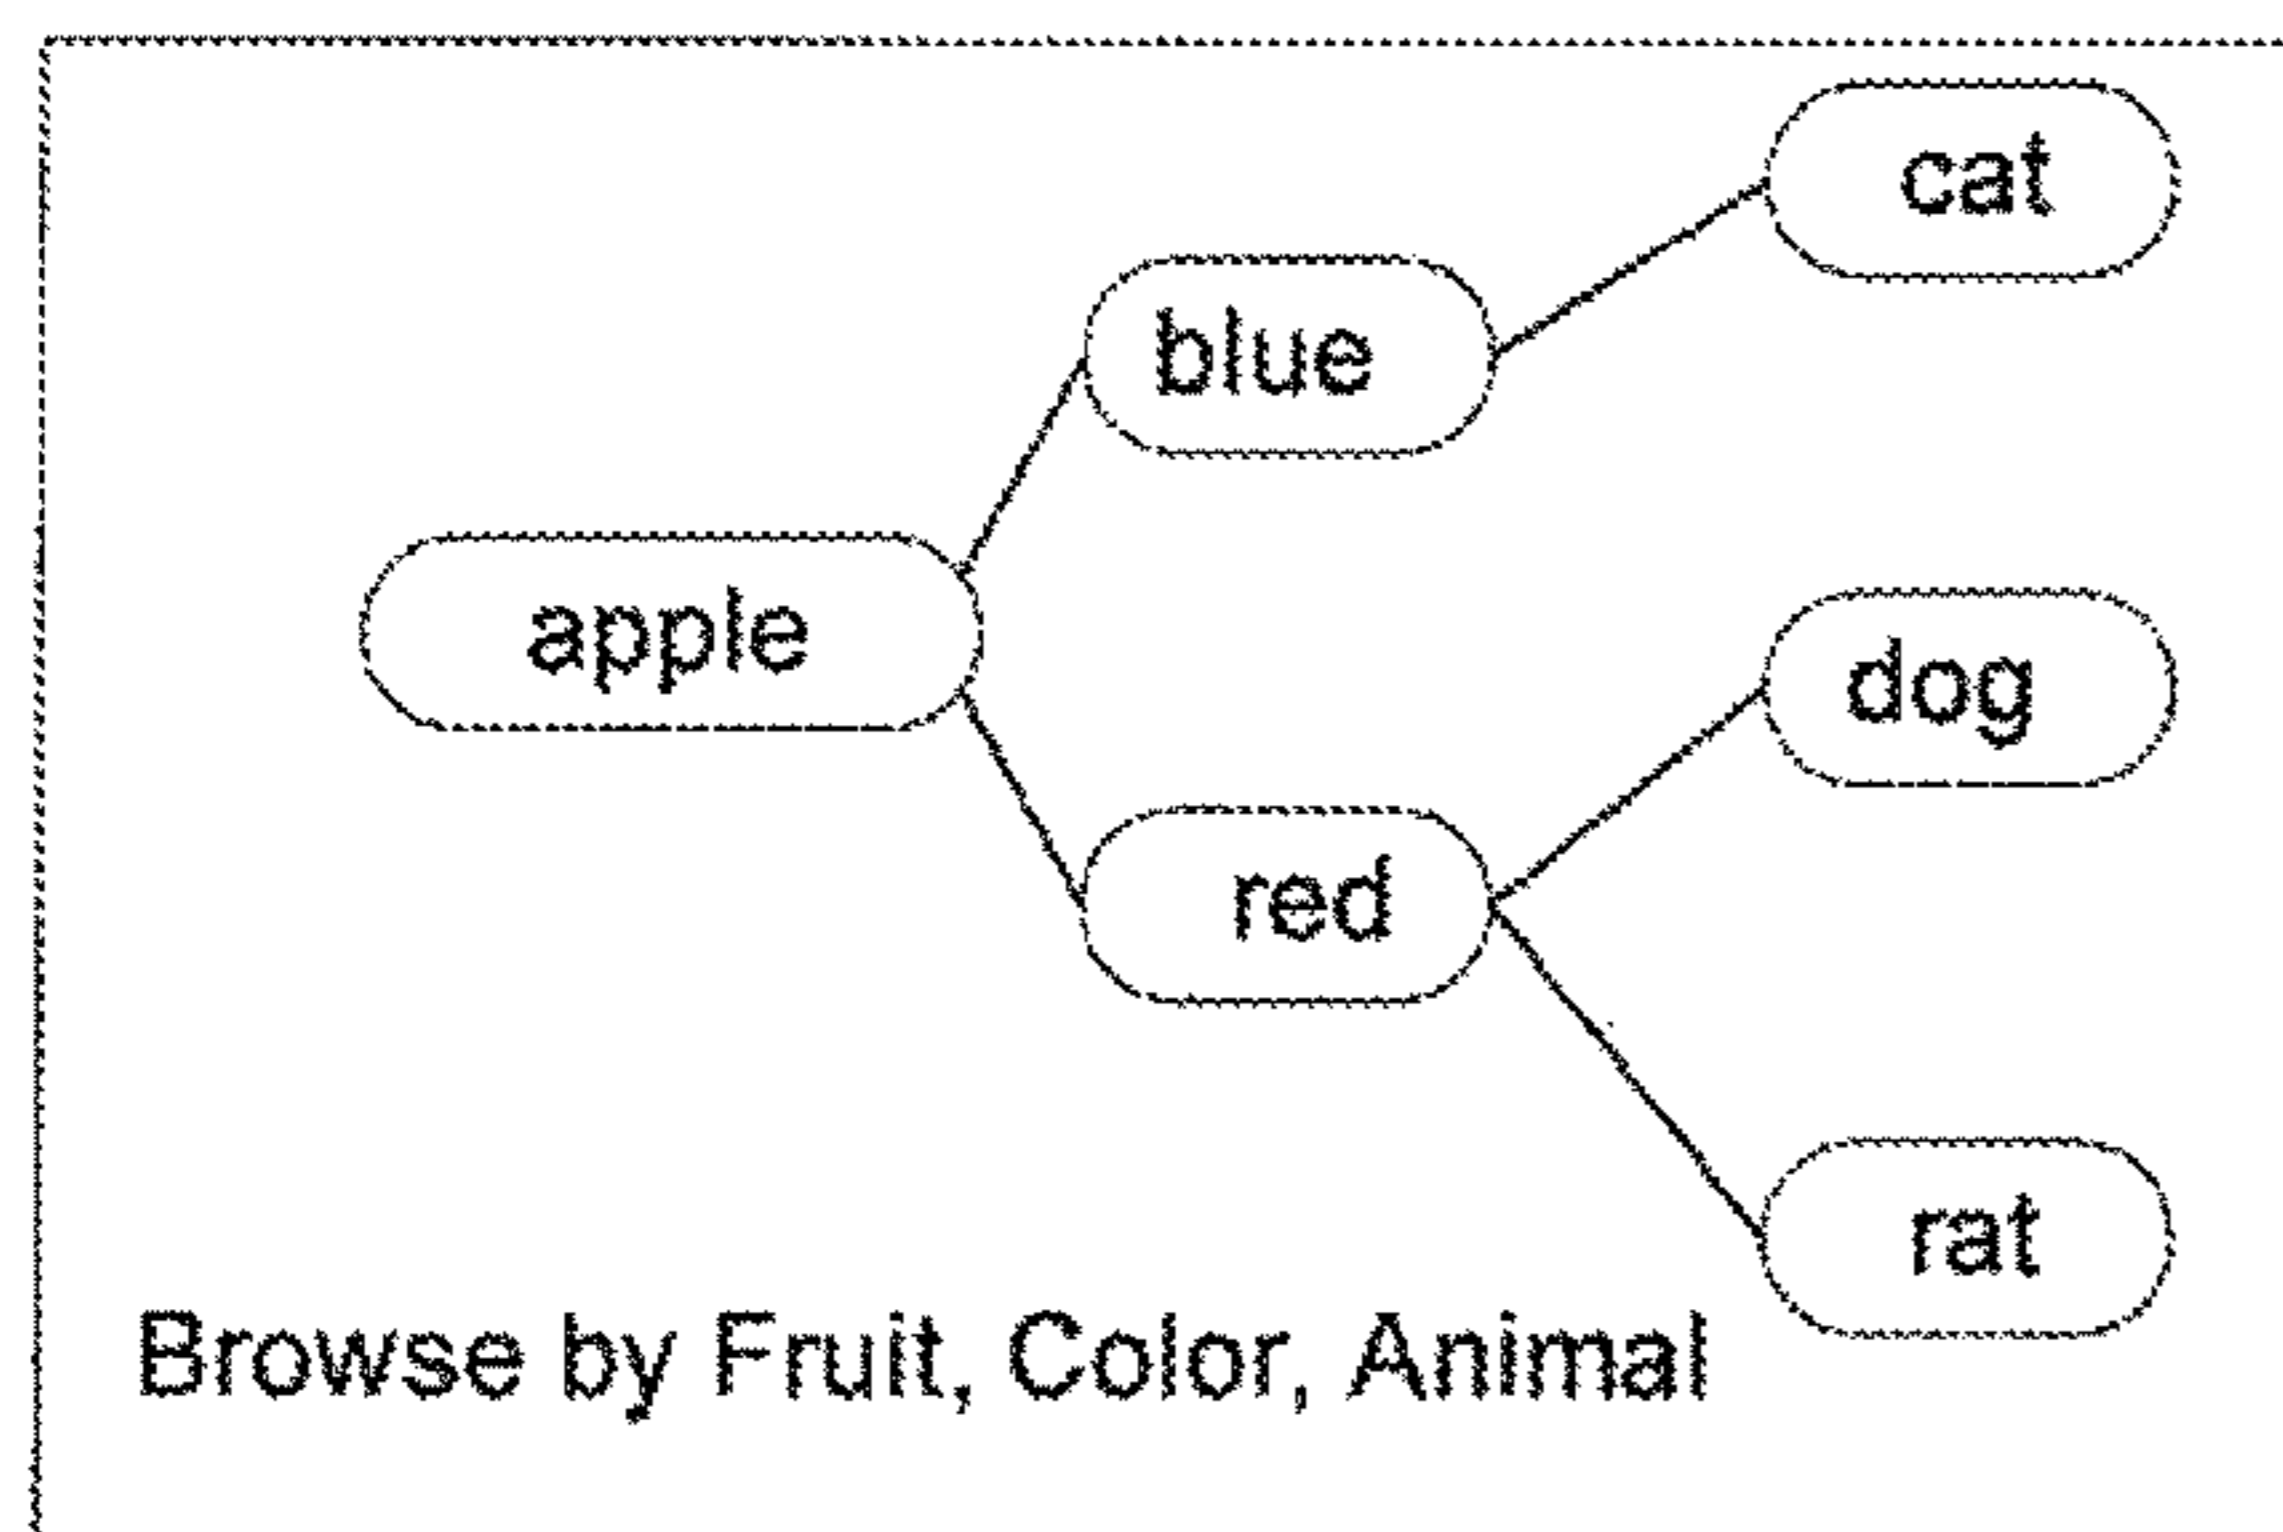 cat
blue
apple
dog
red
rat
Browse by Fruit, Color, Animal